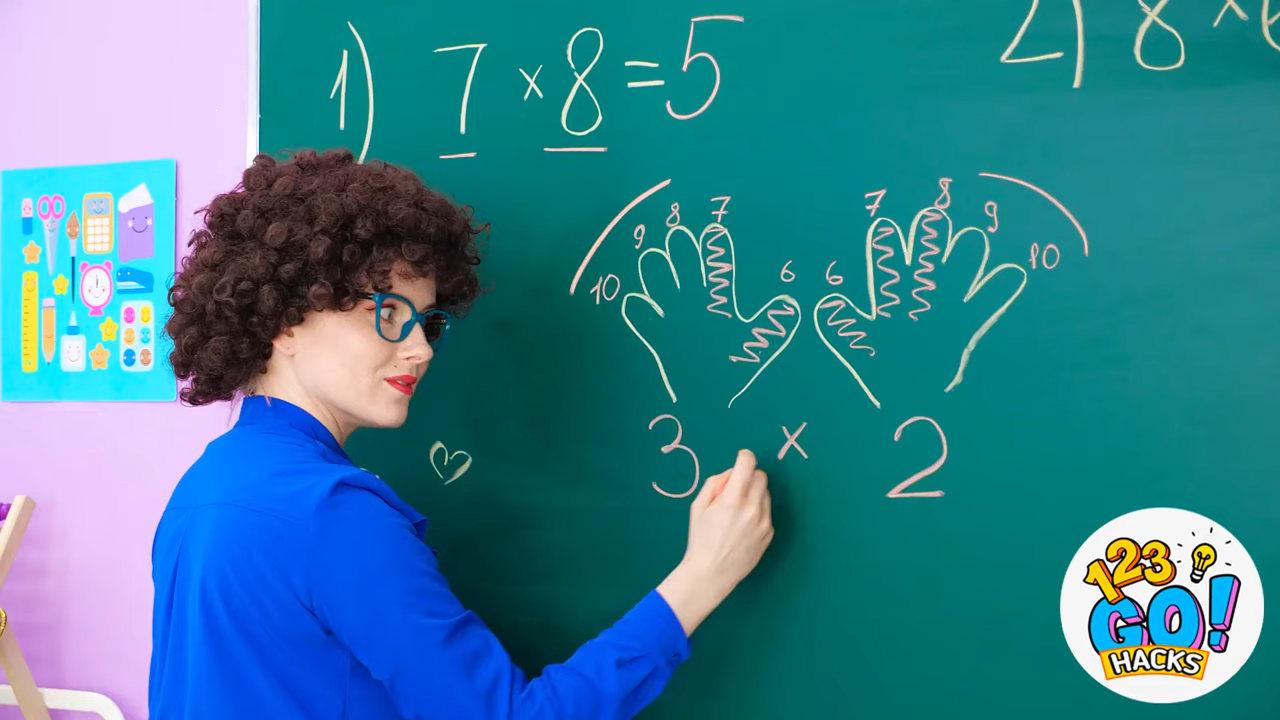 1) 7 × 8 = 5
2) 8 ×
10 9 8 7 6 6 7 8 9 10
3 × 2
123
GO!
HACKS